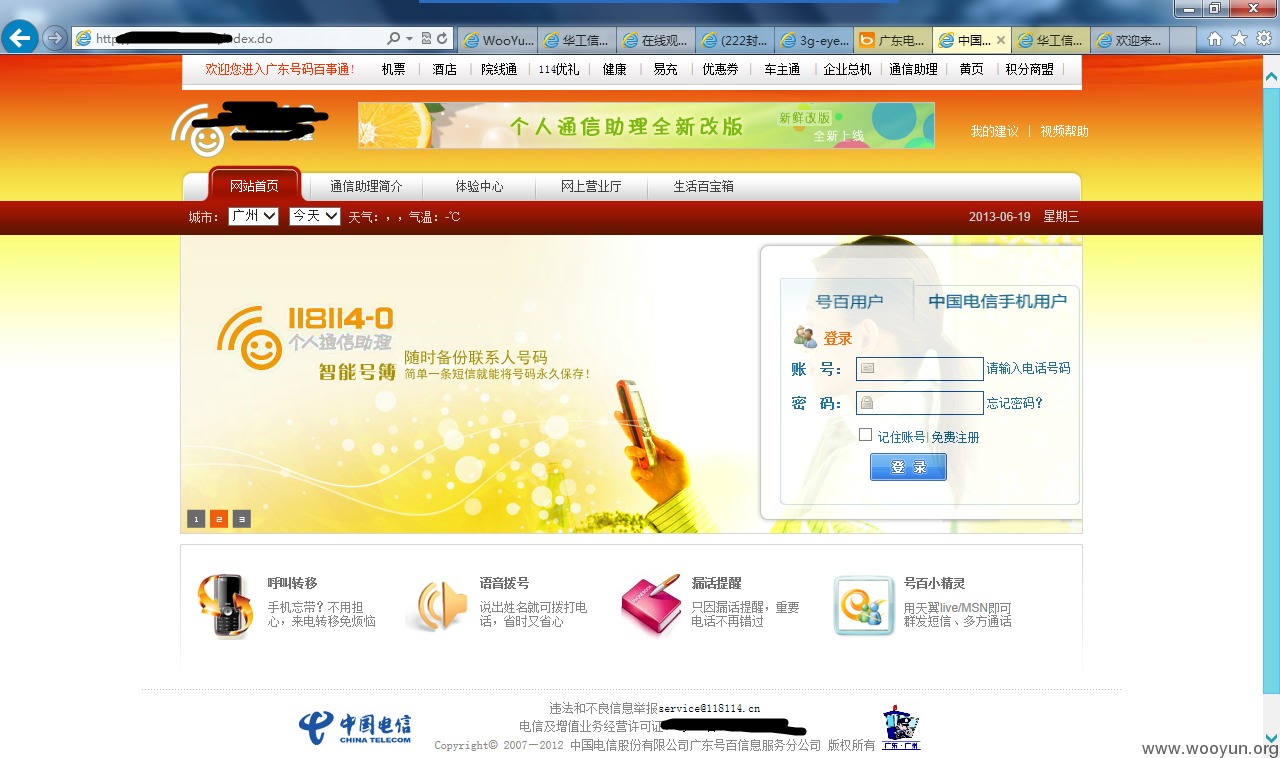 http
dex.do
WooYu...
华工信...
在线观...
(222封...
3g-eye...
广东电...
中国...
华工信...
欢迎来...
欢迎您进入广东号码百事通!
机票 | 酒店 | 院线通 | 114优礼 | 健康 | 易充 | 优惠券 | 车主通 | 企业总机 | 通信助理 | 黄页 | 积分商盟 |
个人通信助理全新改版
新鲜改版
全新上线
我的建议 | 视频帮助
网站首页 通信助理简介 体验中心 网上营业厅 生活百宝箱
城市: 广州 今天 天气: , , 气温: -℃ 2013-06-19 星期三
118114-0
个人通信助理
智能号簿
随时备份联系人号码
简单一条短信就能将号码永久保存!
1 2 3
号百用户 中国电信手机用户
登录
账 号: 请输入电话号码
密 码: 忘记密码?
记住账号| 免费注册
登 录
呼叫转移
手机忘带? 不用担
心, 来电转移免烦恼
语音拨号
说出姓名就可拨打电
话, 省时又省心
漏话提醒
只因漏话提醒, 重要
电话不再错过
号百小精灵
用天翼live/MSN即可
群发短信、多方通话
中国电信
CHINA TELECOM
违法和不良信息举报service@118114.cn
电信及增值业务经营许可证
Copyright© 2007—2012 中国电信股份有限公司广东号百信息服务分公司 版权所有
广东·广州
www.wooyun.org